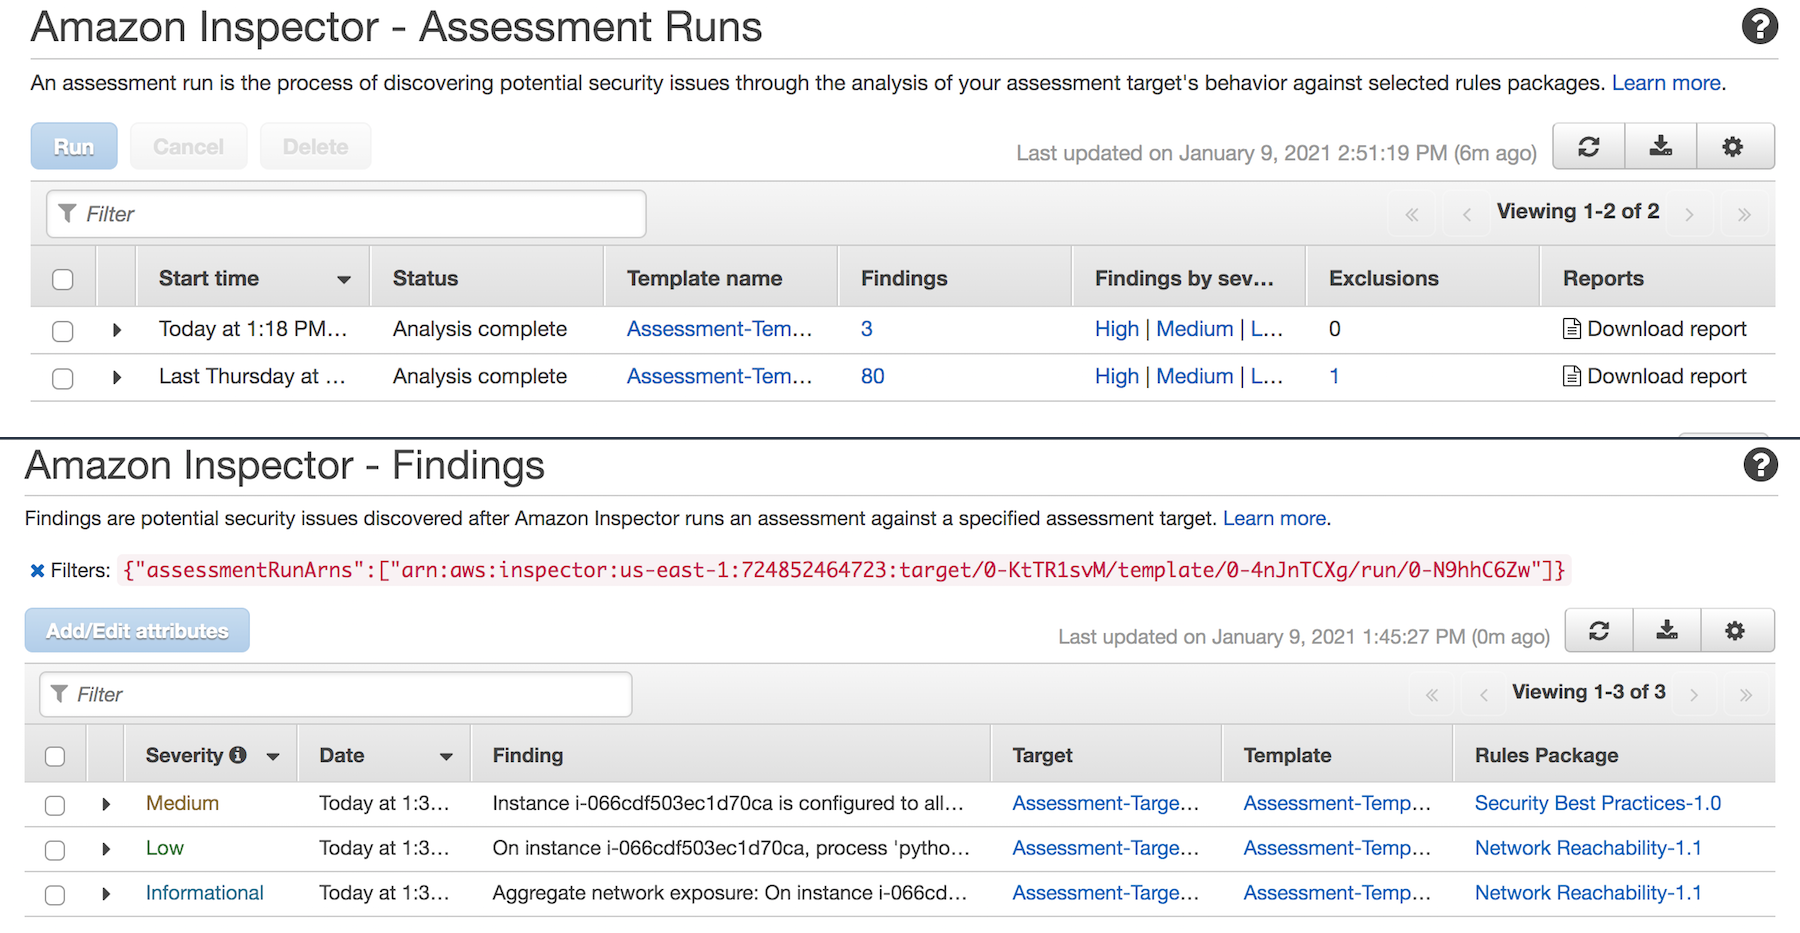 Amazon Inspector - Assessment Runs
An assessment run is the process of discovering potential security issues through the analysis of your assessment target's behavior against selected rules packages. Learn more.
Run Cancel Delete Last updated on January 9, 2021 2:51:19 PM (6m ago)
Filter « ‹ Viewing 1-2 of 2 › »
Start time Status Template name Findings Findings by sev... Exclusions Reports
Today at 1:18 PM... Analysis complete Assessment-Tem... 3 High | Medium | L... 0 Download report
Last Thursday at ... Analysis complete Assessment-Tem... 80 High | Medium | L... 1 Download report
Amazon Inspector - Findings
Findings are potential security issues discovered after Amazon Inspector runs an assessment against a specified assessment target. Learn more.
Filters: {"assessmentRunArns":["arn:aws:inspector:us-east-1:724852464723:target/0-KtTR1svM/template/0-4nJnTCXg/run/0-N9hhC6Zw"]}
Add/Edit attributes Last updated on January 9, 2021 1:45:27 PM (0m ago)
Filter « ‹ Viewing 1-3 of 3 › »
Severity Date Finding Target Template Rules Package
Medium Today at 1:3... Instance i-066cdf503ec1d70ca is configured to all... Assessment-Targe... Assessment-Temp... Security Best Practices-1.0
Low Today at 1:3... On instance i-066cdf503ec1d70ca, process 'pytho... Assessment-Targe... Assessment-Temp... Network Reachability-1.1
Informational Today at 1:3... Aggregate network exposure: On instance i-066cd... Assessment-Targe... Assessment-Temp... Network Reachability-1.1